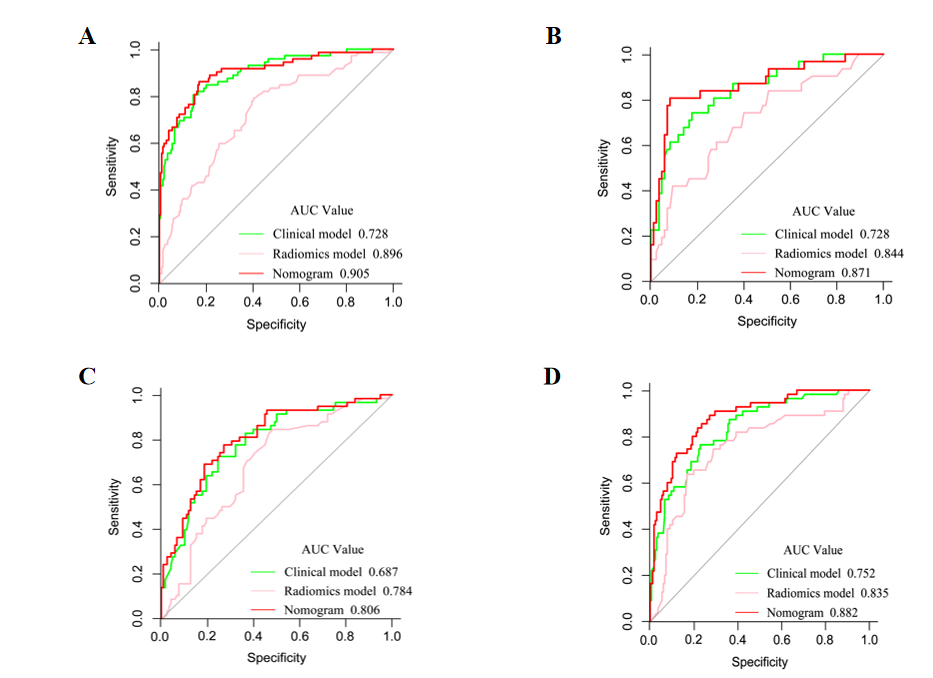 A
1.0
0.8
0.6
0.4
0.2
0.0
Sensitivity
AUC Value
Clinical model 0.728
Radiomics model 0.896
Nomogram 0.905
0.0 0.2 0.4 0.6 0.8 1.0
Specificity
B
1.0
0.8
0.6
0.4
0.2
0.0
Sensitivity
AUC Value
Clinical model 0.728
Radiomics model 0.844
Nomogram 0.871
0.0 0.2 0.4 0.6 0.8 1.0
Specificity
C
1.0
0.8
0.6
0.4
0.2
0.0
Sensitivity
AUC Value
Clinical model 0.687
Radiomics model 0.784
Nomogram 0.806
0.0 0.2 0.4 0.6 0.8 1.0
Specificity
D
1.0
0.8
0.6
0.4
0.2
0.0
Sensitivity
AUC Value
Clinical model 0.752
Radiomics model 0.835
Nomogram 0.882
0.0 0.2 0.4 0.6 0.8 1.0
Specificity